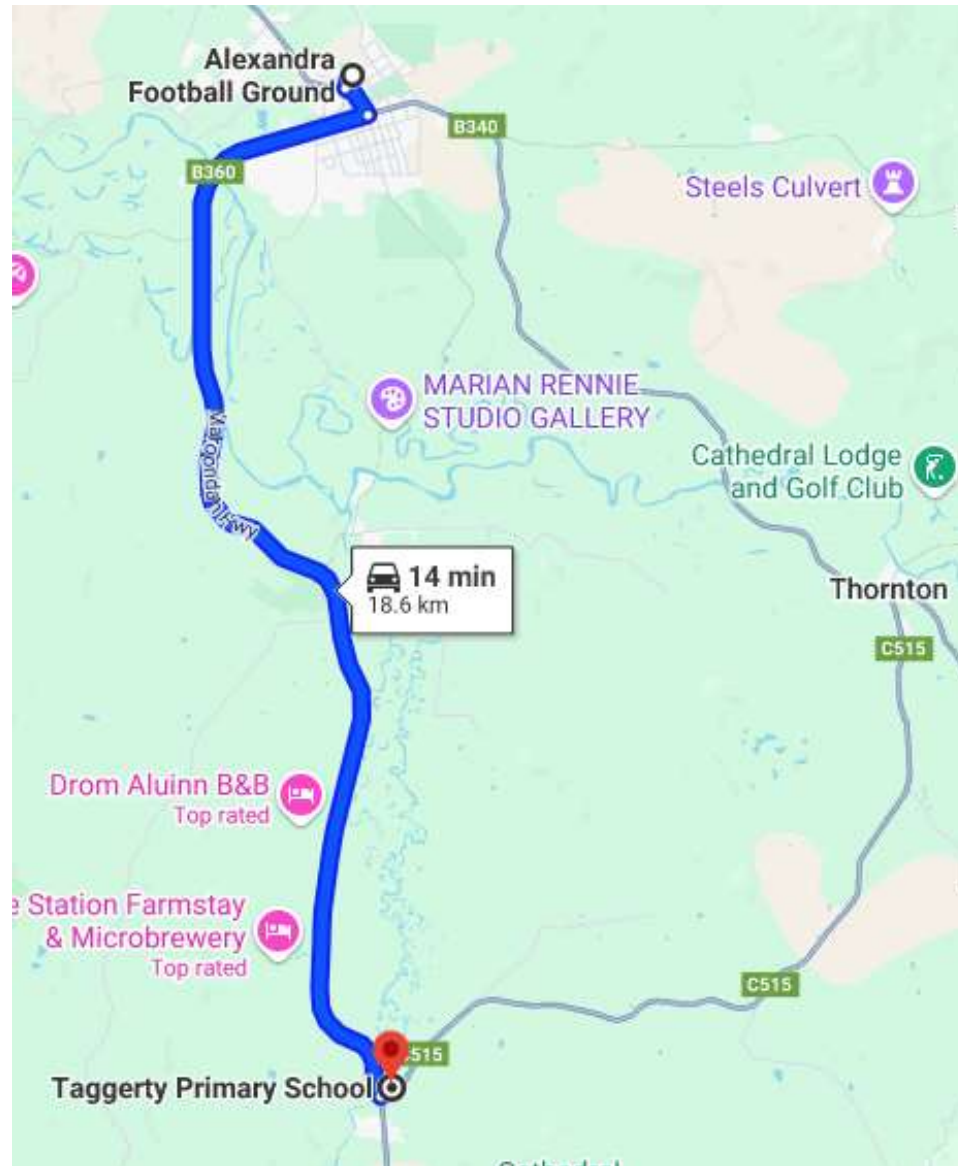 Alexandra
Football Ground
B340
B360
Steels Culvert
MARIAN RENNIE
STUDIO GALLERY
Maroondah Hwy
Cathedral Lodge
and Golf Club
14 min
18.6 km
Thornton
C515
Drom Aluinn B&B
Top rated
e Station Farmstay
& Microbrewery
Top rated
C515
C515
Taggerty Primary School